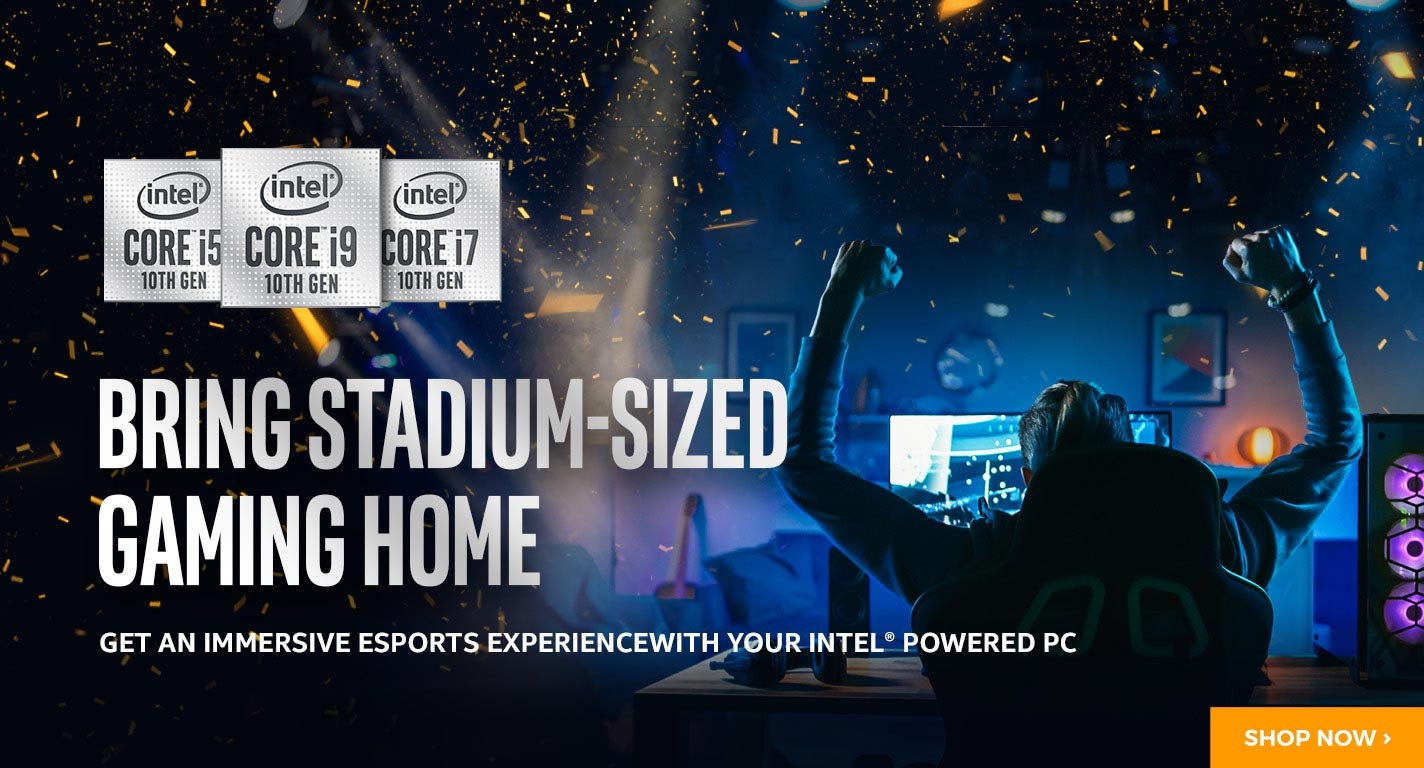 intel®
CORE i5
10TH GEN
intel®
CORE™ i9
10TH GEN
intel®
CORE i7
10TH GEN
BRING STADIUM-SIZED
GAMING HOME
GET AN IMMERSIVE ESPORTS EXPERIENCEWITH YOUR INTEL® POWERED PC
SHOP NOW ›